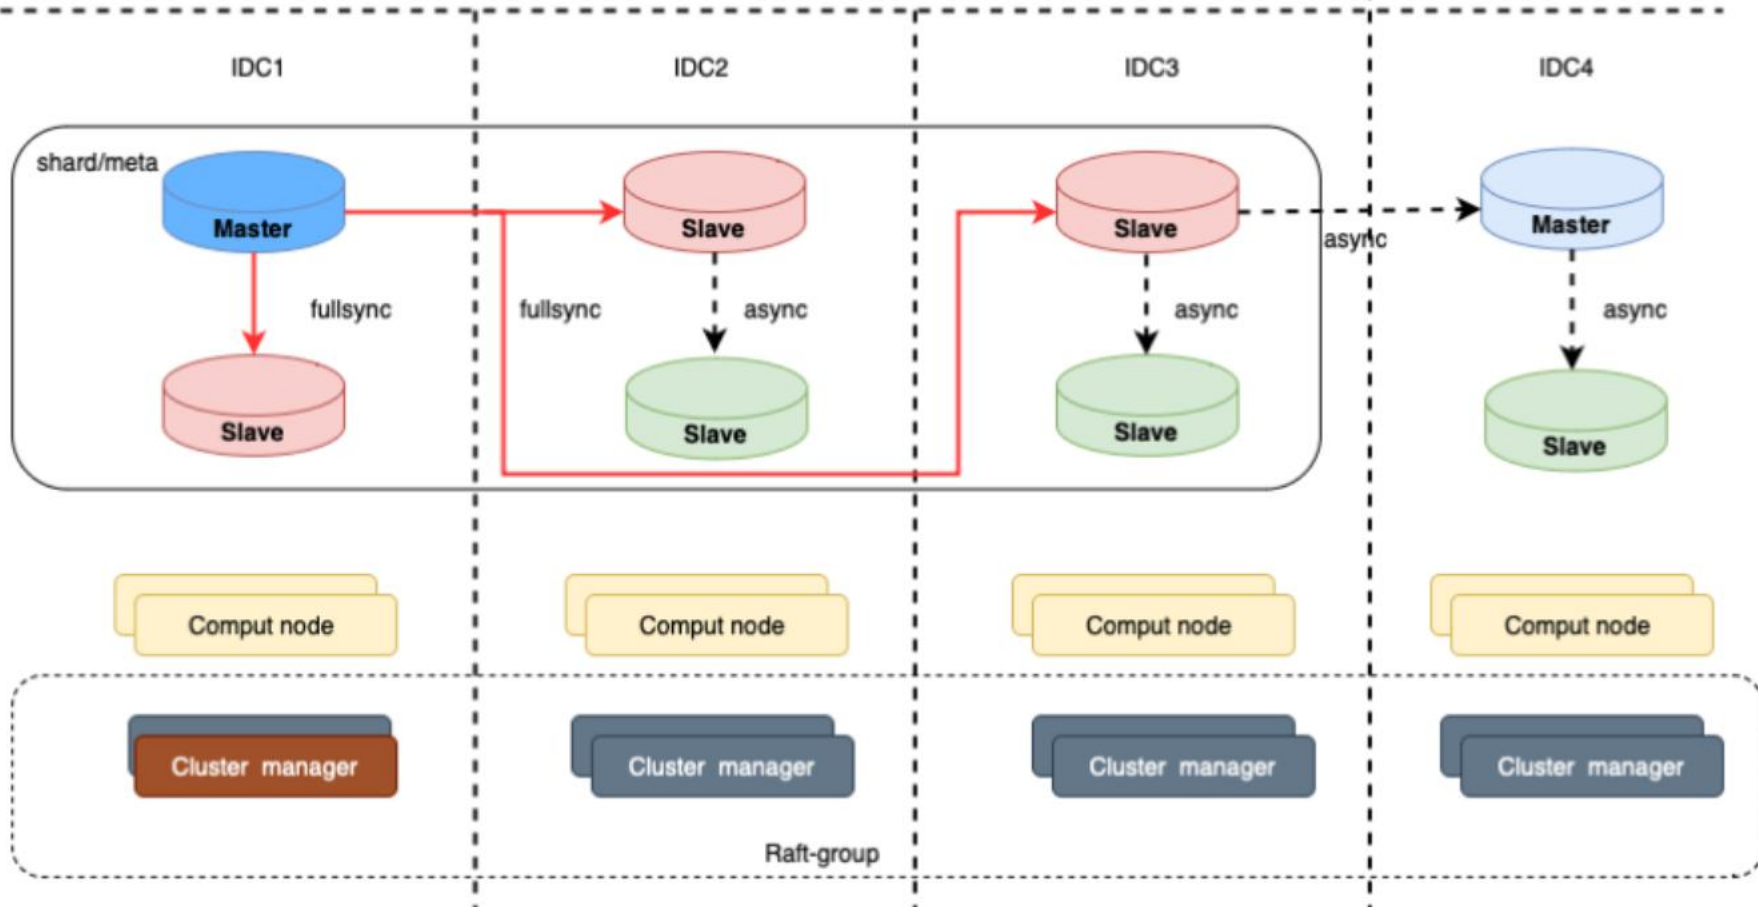 IDC1
IDC2
IDC3
IDC4
shard/meta
Master
Slave
Slave
Master
async
fullsync
fullsync
async
async
async
Slave
Slave
Slave
Slave
Comput node
Comput node
Comput node
Comput node
Cluster manager
Cluster manager
Cluster manager
Cluster manager
Raft-group